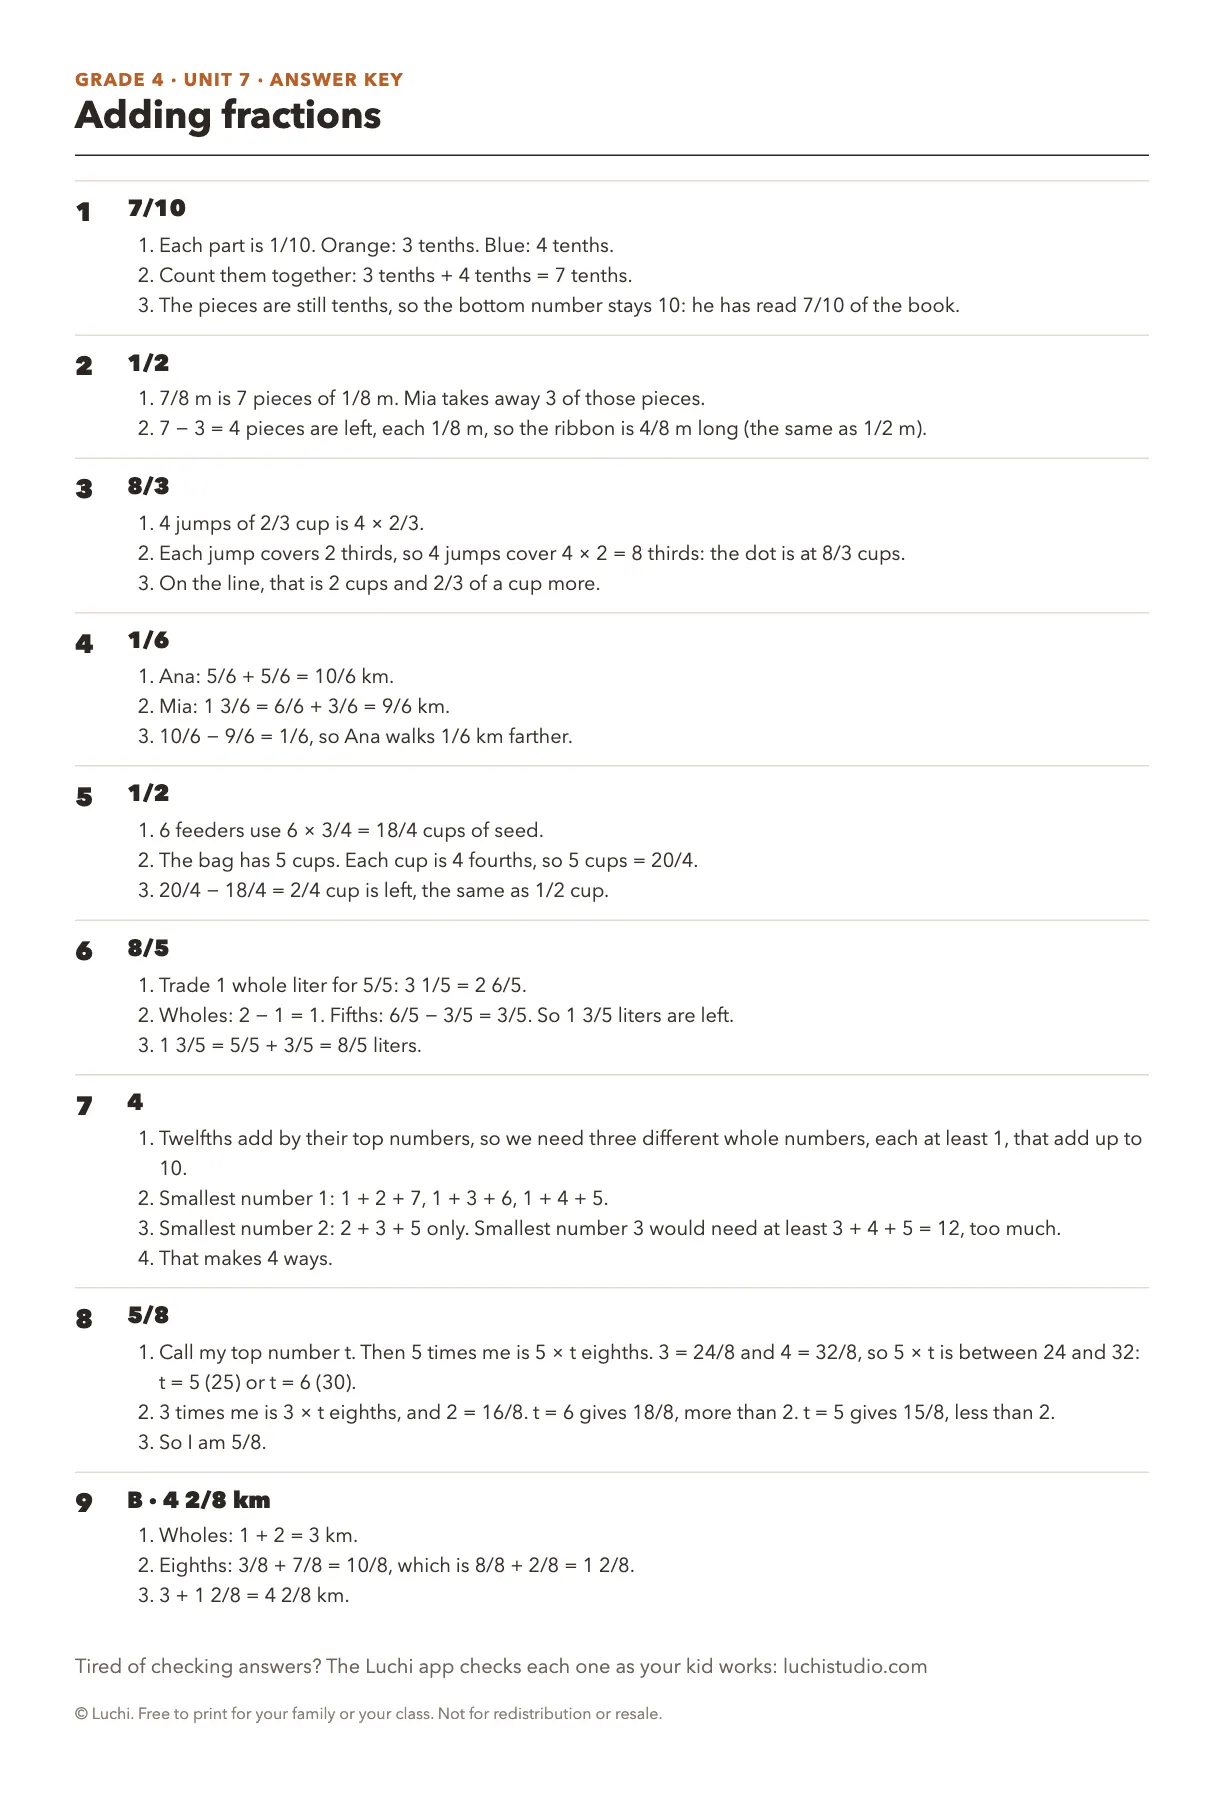 GRADE 4 · UNIT 7 · ANSWER KEY
Adding fractions
1 7/10
1. Each part is 1/10. Orange: 3 tenths. Blue: 4 tenths.
2. Count them together: 3 tenths + 4 tenths = 7 tenths.
3. The pieces are still tenths, so the bottom number stays 10: he has read 7/10 of the book.
2 1/2
1. 7/8 m is 7 pieces of 1/8 m. Mia takes away 3 of those pieces.
2. 7 − 3 = 4 pieces are left, each 1/8 m, so the ribbon is 4/8 m long (the same as 1/2 m).
3 8/3
1. 4 jumps of 2/3 cup is 4 × 2/3.
2. Each jump covers 2 thirds, so 4 jumps cover 4 × 2 = 8 thirds: the dot is at 8/3 cups.
3. On the line, that is 2 cups and 2/3 of a cup more.
4 1/6
1. Ana: 5/6 + 5/6 = 10/6 km.
2. Mia: 1 3/6 = 6/6 + 3/6 = 9/6 km.
3. 10/6 − 9/6 = 1/6, so Ana walks 1/6 km farther.
5 1/2
1. 6 feeders use 6 × 3/4 = 18/4 cups of seed.
2. The bag has 5 cups. Each cup is 4 fourths, so 5 cups = 20/4.
3. 20/4 − 18/4 = 2/4 cup is left, the same as 1/2 cup.
6 8/5
1. Trade 1 whole liter for 5/5: 3 1/5 = 2 6/5.
2. Wholes: 2 − 1 = 1. Fifths: 6/5 − 3/5 = 3/5. So 1 3/5 liters are left.
3. 1 3/5 = 5/5 + 3/5 = 8/5 liters.
7 4
1. Twelfths add by their top numbers, so we need three different whole numbers, each at least 1, that add up to
10.
2. Smallest number 1: 1 + 2 + 7, 1 + 3 + 6, 1 + 4 + 5.
3. Smallest number 2: 2 + 3 + 5 only. Smallest number 3 would need at least 3 + 4 + 5 = 12, too much.
4. That makes 4 ways.
8 5/8
1. Call my top number t. Then 5 times me is 5 × t eighths. 3 = 24/8 and 4 = 32/8, so 5 × t is between 24 and 32:
t = 5 (25) or t = 6 (30).
2. 3 times me is 3 × t eighths, and 2 = 16/8. t = 6 gives 18/8, more than 2. t = 5 gives 15/8, less than 2.
3. So I am 5/8.
9 B · 4 2/8 km
1. Wholes: 1 + 2 = 3 km.
2. Eighths: 3/8 + 7/8 = 10/8, which is 8/8 + 2/8 = 1 2/8.
3. 3 + 1 2/8 = 4 2/8 km.
Tired of checking answers? The Luchi app checks each one as your kid works: luchistudio.com
© Luchi. Free to print for your family or your class. Not for redistribution or resale.